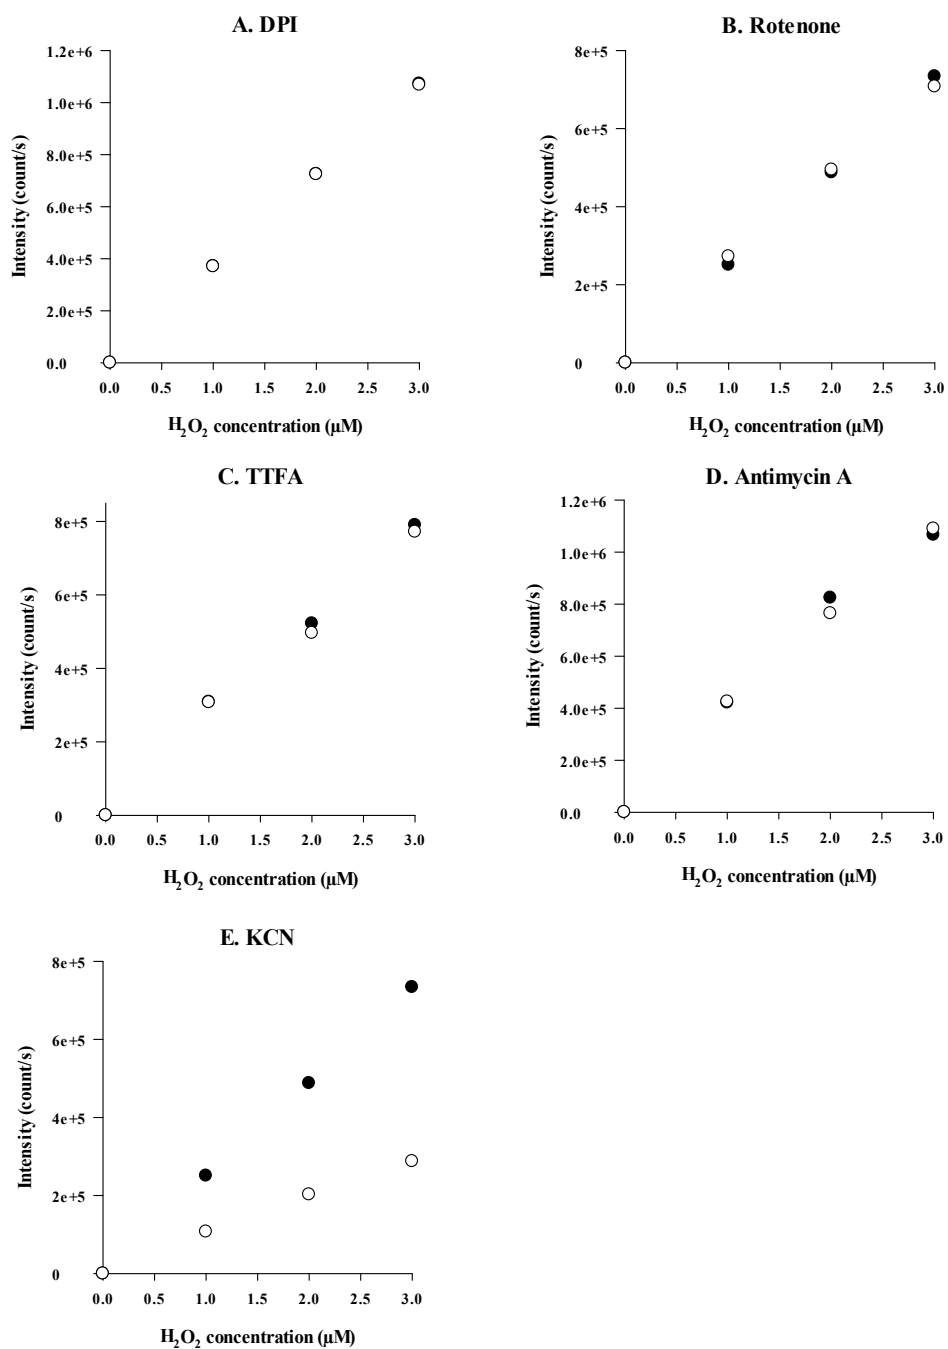 A. DPI
1.2e+6
1.0e+6
8.0e+5
6.0e+5
4.0e+5
2.0e+5
0.0
Intensity (count/s)
0.0 0.5 1.0 1.5 2.0 2.5 3.0
H₂O₂ concentration (µM)
B. Rotenone
8e+5
6e+5
4e+5
2e+5
0
Intensity (count/s)
0.0 0.5 1.0 1.5 2.0 2.5 3.0
H₂O₂ concentration (µM)
C. TTFA
8e+5
6e+5
4e+5
2e+5
0
Intensity (count/s)
0.0 0.5 1.0 1.5 2.0 2.5 3.0
H₂O₂ concentration (µM)
D. Antimycin A
1.2e+6
1.0e+6
8.0e+5
6.0e+5
4.0e+5
2.0e+5
0.0
Intensity (count/s)
0.0 0.5 1.0 1.5 2.0 2.5 3.0
H₂O₂ concentration (µM)
E. KCN
8e+5
6e+5
4e+5
2e+5
0
Intensity (count/s)
0.0 0.5 1.0 1.5 2.0 2.5 3.0
H₂O₂ concentration (µM)